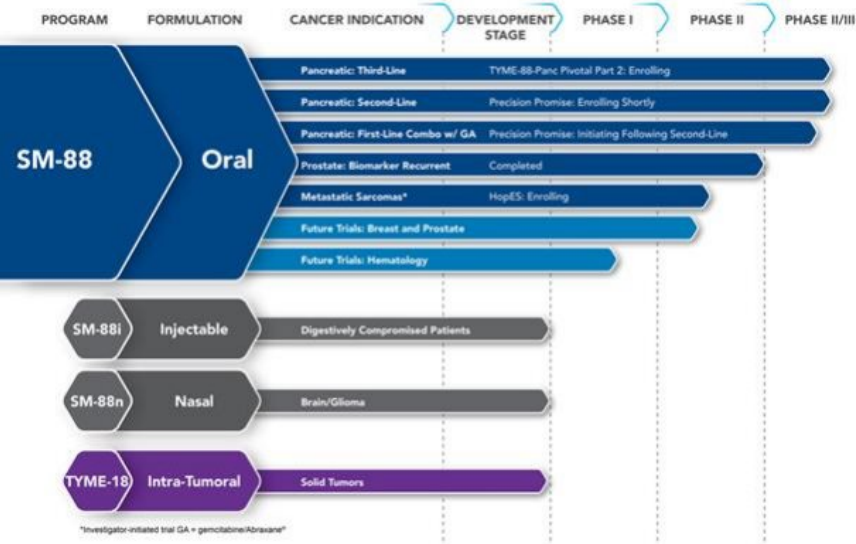 PROGRAM FORMULATION CANCER INDICATION DEVELOPMENT STAGE PHASE I PHASE II PHASE II/III
SM-88 Oral
Pancreatic: Third-Line TYME-88-Panc Pivotal Part 2: Enrolling
Pancreatic: Second-Line Precision Promise: Enrolling Shortly
Pancreatic: First-Line Combo w/ GA Precision Promise: Initiating Following Second-Line
Prostate: Biomarker Recurrent Completed
Metastatic Sarcomas* HopES: Enrolling
Future Trials: Breast and Prostate
Future Trials: Hematology
SM-88i Injectable Digestively Compromised Patients
SM-88n Nasal Brain/Glioma
TYME-18 Intra-Tumoral Solid Tumors
*Investigator-initiated trial GA = gemcitabine/Abraxane®